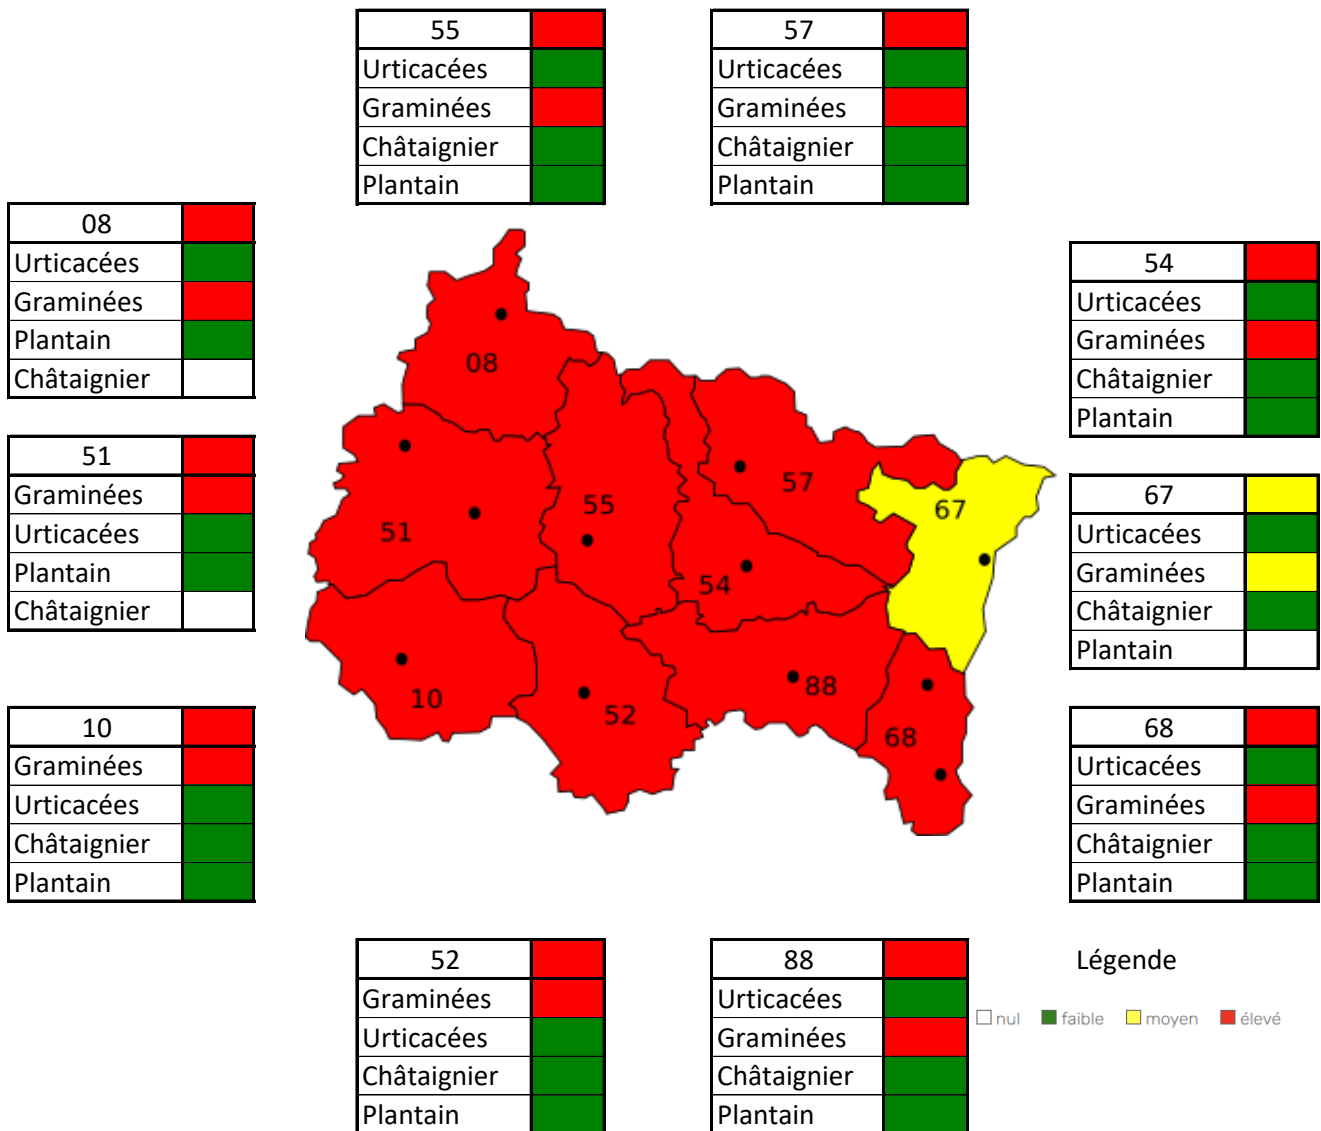 55
Urticacées
Graminées
Châtaignier
Plantain
57
Urticacées
Graminées
Châtaignier
Plantain
08
Urticacées
Graminées
Plantain
Châtaignier
54
Urticacées
Graminées
Châtaignier
Plantain
51
Graminées
Urticacées
Plantain
Châtaignier
67
Urticacées
Graminées
Châtaignier
Plantain
08
57
67
55
51
54
88
10
52
68
10
Graminées
Urticacées
Châtaignier
Plantain
68
Urticacées
Graminées
Châtaignier
Plantain
52
Graminées
Urticacées
Châtaignier
Plantain
88
Urticacées
Graminées
Châtaignier
Plantain
Légende
nul faible moyen élevé